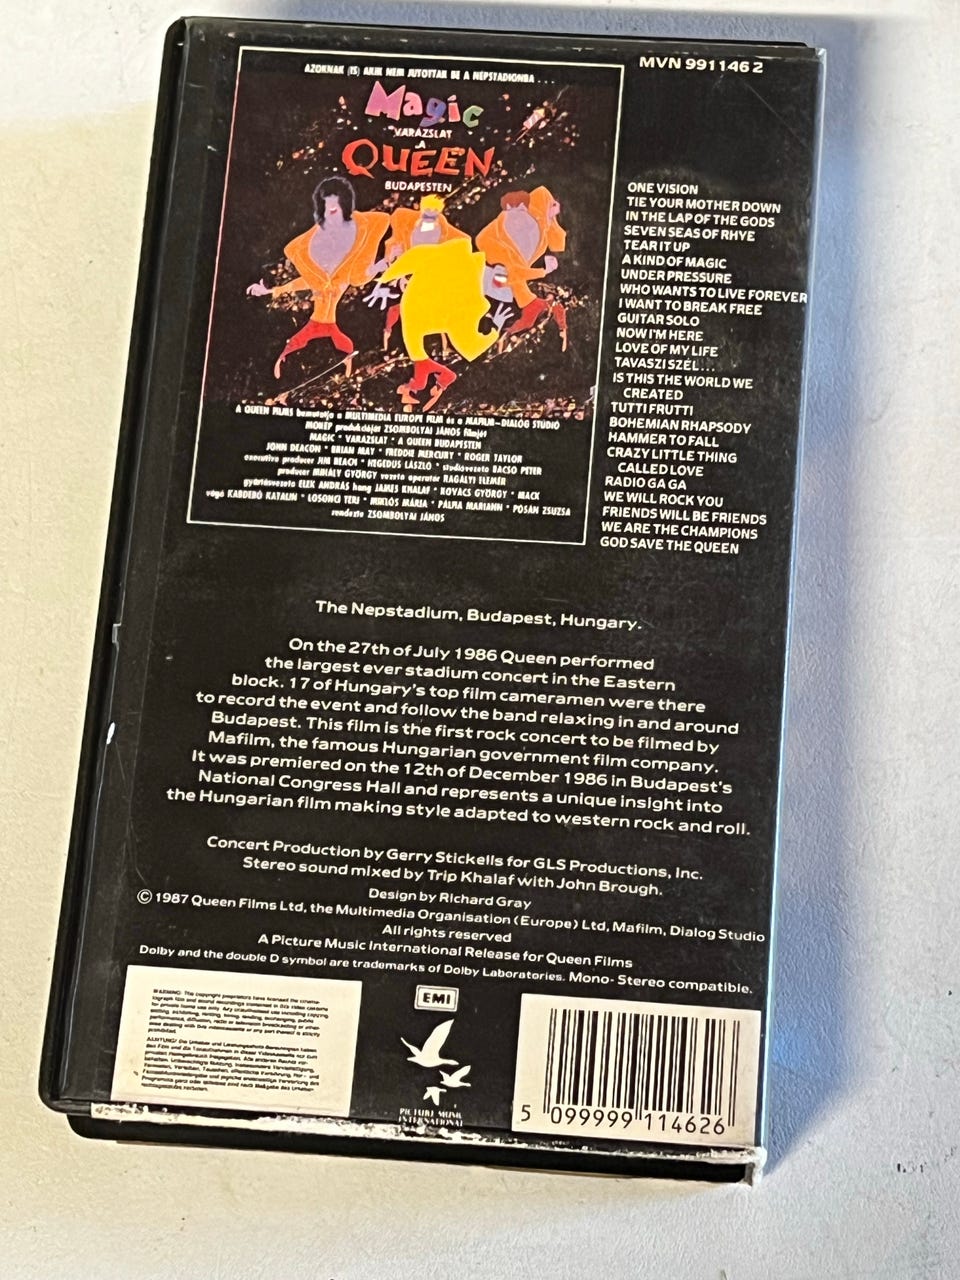 MVN 991146 2
AZOKNAK (IS) AKIK NEM JUTOTTAK BE A NÉPSTADIONBA . . .
Magic
VARÁZSLAT
A
QUEEN
BUDAPESTEN
A QUEEN FILMS bemutatja a MULTIMEDIA EUROPE FILM és a MAFILM–DIALÓG STÚDIÓ
MOKÉP produkciójár ZSOMBOLYAI JÁNOS filmjét
MAGIC * VARÁZSLAT * A QUEEN BUDAPESTEN
JOHN DEACON * BRIAN MAY * FREDDIE MERCURY * ROGER TAYLOR
executive producer JIM BEACH * HEGEDŰS LÁSZLÓ * stúdióvezető BACSÓ PÉTER
producer MIHÁLY GYÖRGY vezető operatőr RAGÁLYI ELEMÉR
gyártásvezető ELEK ANDRÁS hang JAMES KHALAF * KOVÁCS GYÖRGY * MACK
vágó KABDEBÓ KATALIN * LOSONCI TERI * MIKLÓS MÁRIA * PÁLMA MARIANN * POSÁN ZSUZSA
rendezte ZSOMBOLYAI JÁNOS
ONE VISION
TIE YOUR MOTHER DOWN
IN THE LAP OF THE GODS
SEVEN SEAS OF RHYE
TEAR IT UP
A KIND OF MAGIC
UNDER PRESSURE
WHO WANTS TO LIVE FOREVER
I WANT TO BREAK FREE
GUITAR SOLO
NOW I'M HERE
LOVE OF MY LIFE
TAVASZI SZÉL...
IS THIS THE WORLD WE
CREATED
TUTTI FRUTTI
BOHEMIAN RHAPSODY
HAMMER TO FALL
CRAZY LITTLE THING
CALLED LOVE
RADIO GA GA
WE WILL ROCK YOU
FRIENDS WILL BE FRIENDS
WE ARE THE CHAMPIONS
GOD SAVE THE QUEEN
The Nepstadium, Budapest, Hungary.
On the 27th of July 1986 Queen performed
the largest ever stadium concert in the Eastern
block. 17 of Hungary's top film cameramen were there
to record the event and follow the band relaxing in and around
Budapest. This film is the first rock concert to be filmed by
Mafilm, the famous Hungarian government film company.
It was premiered on the 12th of December 1986 in Budapest's
National Congress Hall and represents a unique insight into
the Hungarian film making style adapted to western rock and roll.
Concert Production by Gerry Stickells for GLS Productions, Inc.
Stereo sound mixed by Trip Khalaf with John Brough.
Design by Richard Gray
© 1987 Queen Films Ltd, the Multimedia Organisation (Europe) Ltd, Mafilm, Dialog Studio
All rights reserved
A Picture Music International Release for Queen Films
Dolby and the double D symbol are trademarks of Dolby Laboratories. Mono- Stereo compatible.
EMI
PICTURE MUSIC
INTERNATIONAL
5 099999 114626